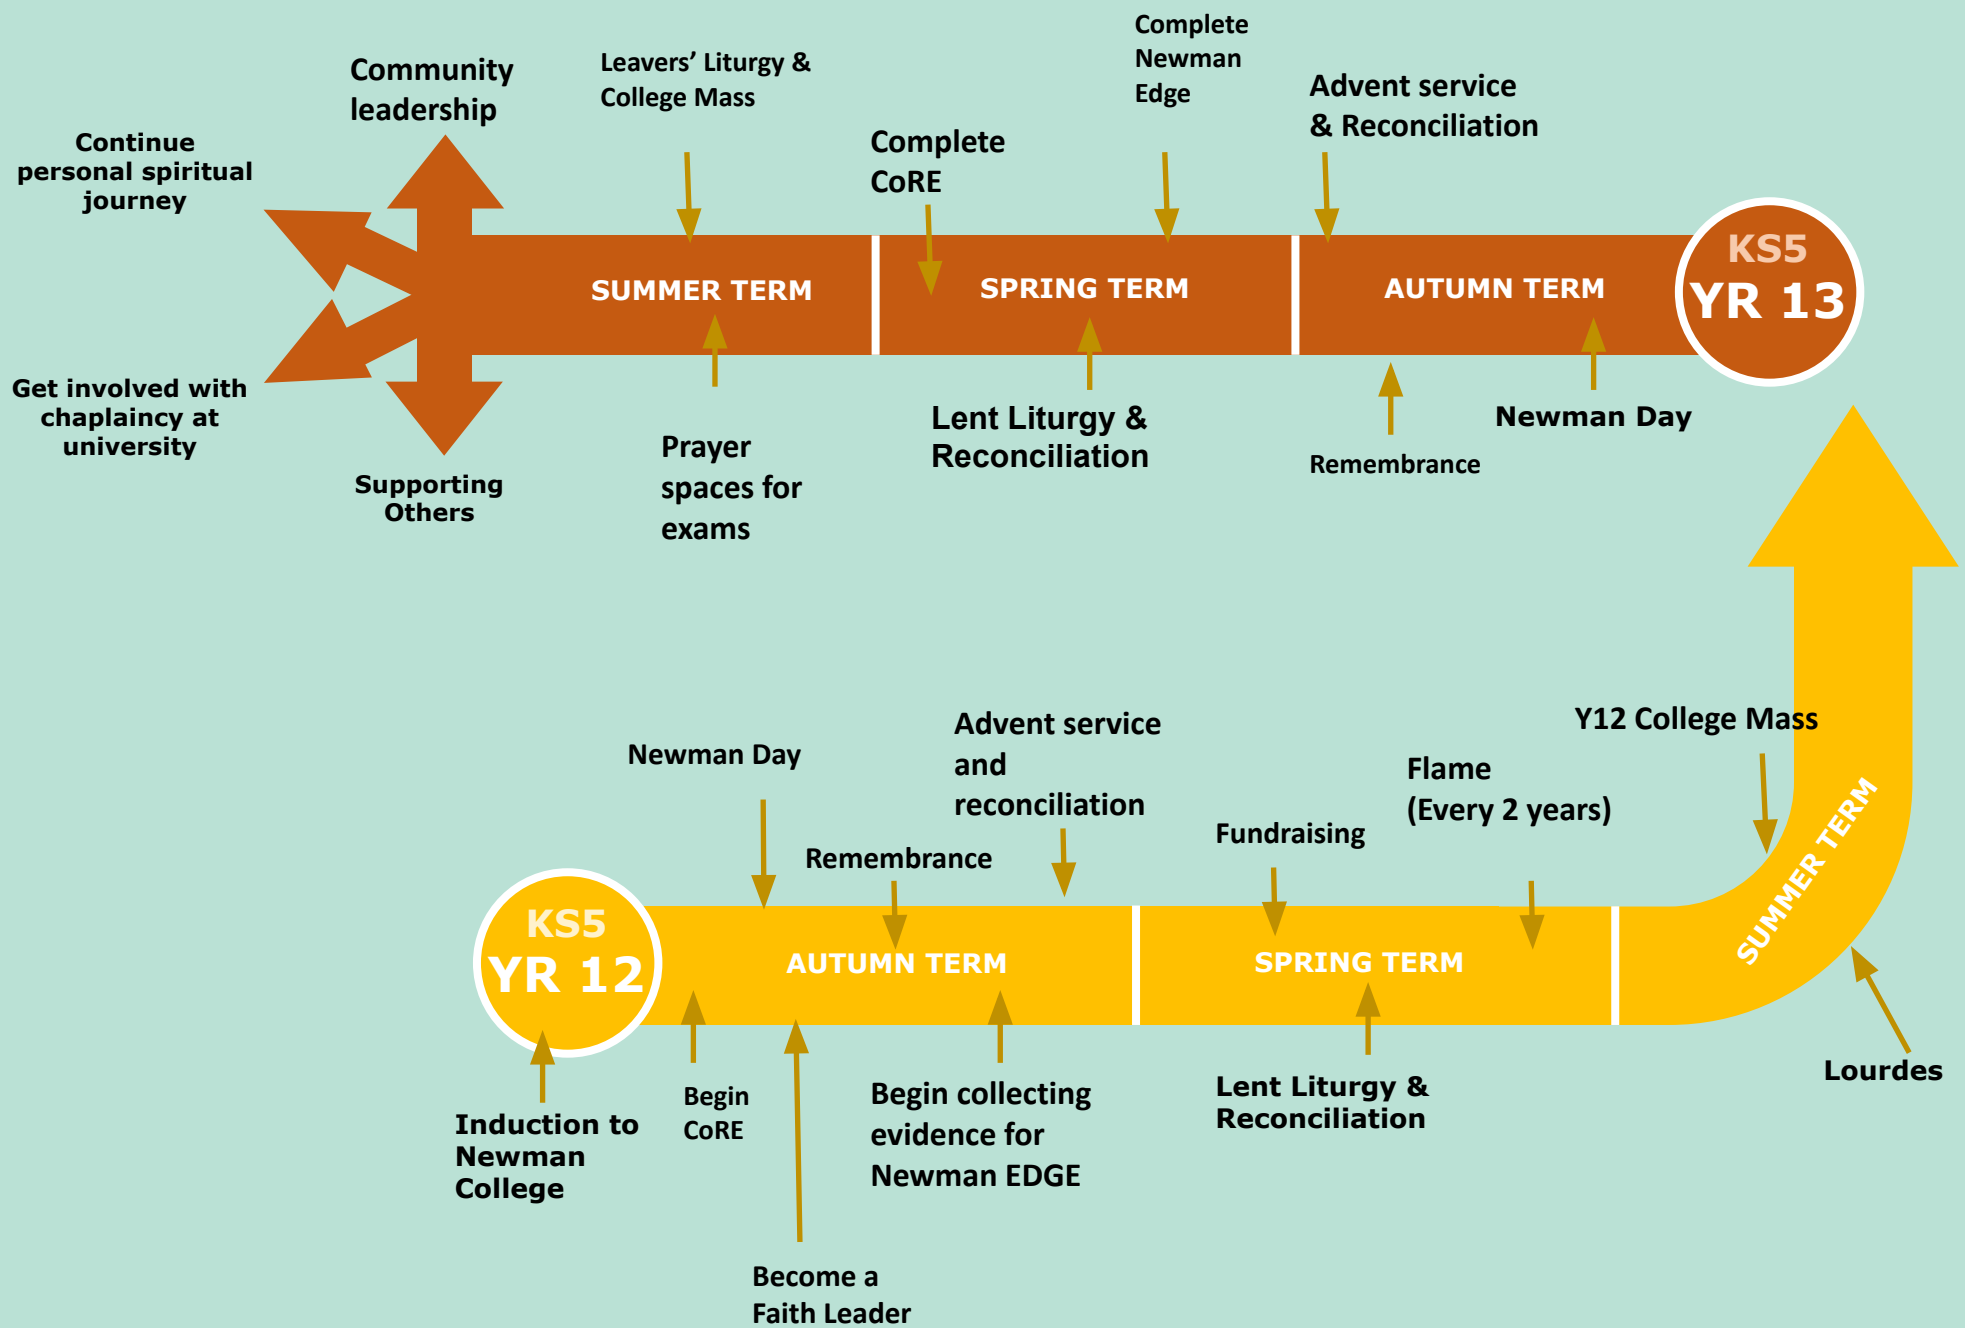 Community
leadership
Leavers’ Liturgy &
College Mass
Complete
Newman
Edge
Advent service
& Reconciliation
Continue
personal spiritual
journey
Complete
CoRE
SUMMER TERM
SPRING TERM
AUTUMN TERM
KS5
YR 13
Get involved with
chaplaincy at
university
Supporting
Others
Prayer
spaces for
exams
Lent Liturgy &
Reconciliation
Remembrance
Newman Day
Newman Day
Remembrance
Advent service
and
reconciliation
Fundraising
Flame
(Every 2 years)
Y12 College Mass
KS5
YR 12
AUTUMN TERM
SPRING TERM
SUMMER TERM
Induction to
Newman
College
Begin
CoRE
Become a
Faith Leader
Begin collecting
evidence for
Newman EDGE
Lent Liturgy &
Reconciliation
Lourdes